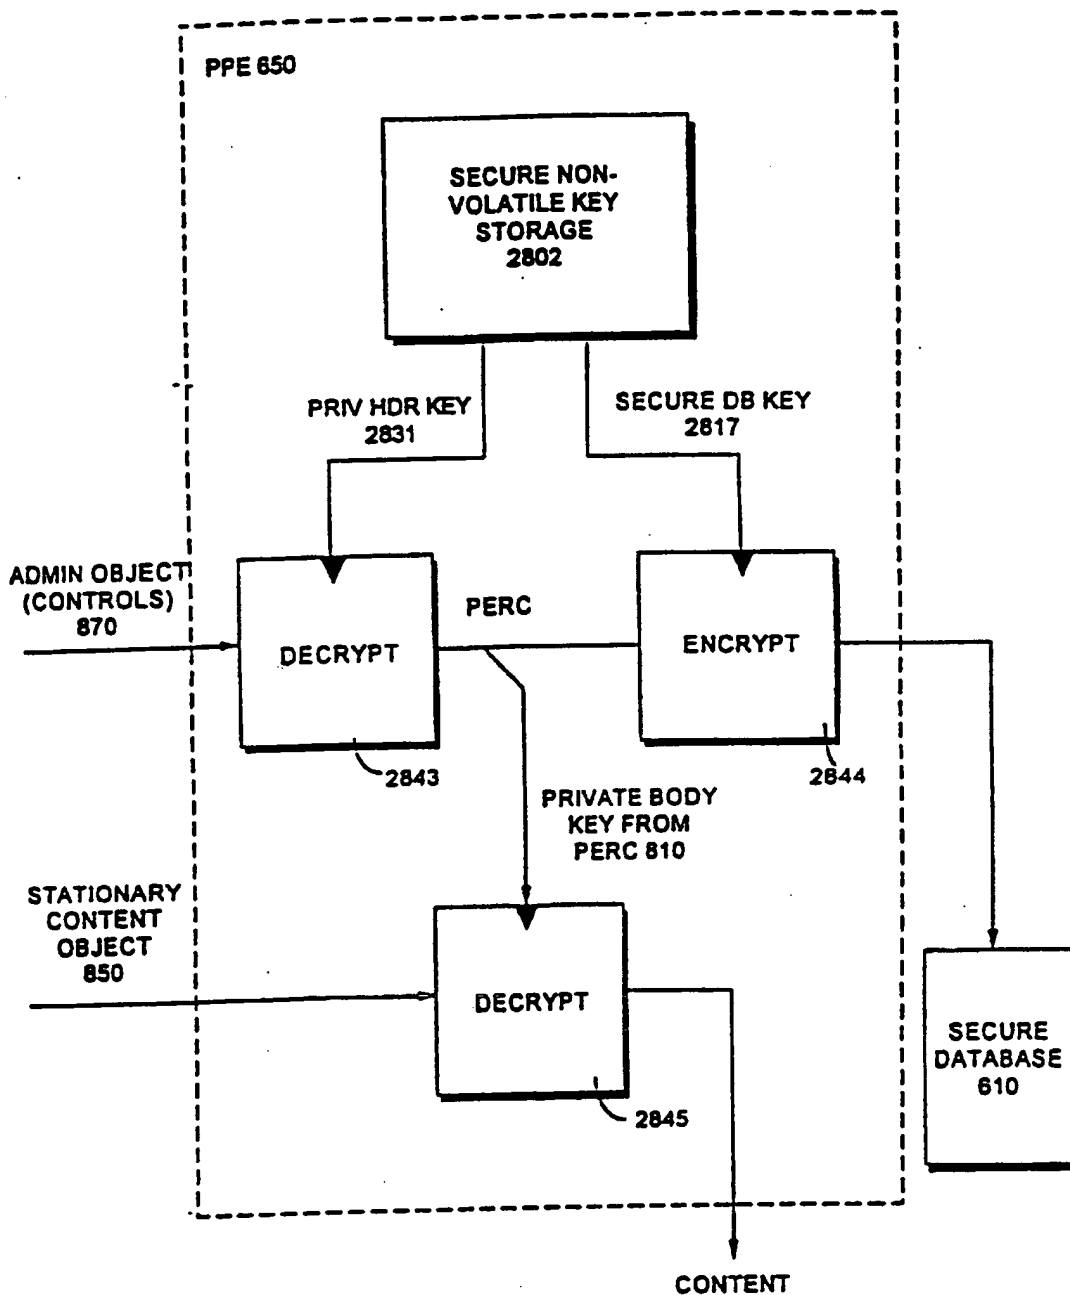 PPE 650
SECURE NON-
VOLATILE KEY
STORAGE
2802
PRIV HDR KEY
2831
SECURE DB KEY
2817
ADMIN OBJECT
(CONTROLS)
870
DECRYPT
PERC
ENCRYPT
2843
2844
PRIVATE BODY
KEY FROM
PERC 810
STATIONARY
CONTENT
OBJECT
850
DECRYPT
2845
SECURE
DATABASE
610
CONTENT